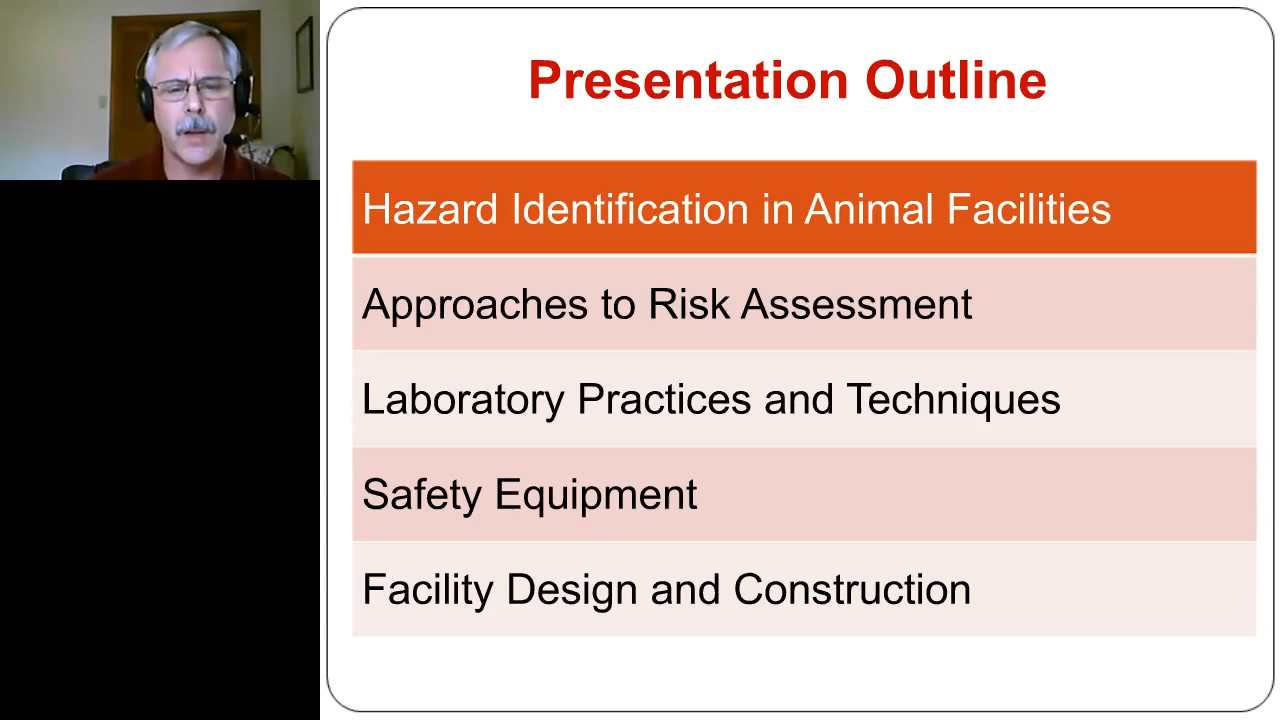 Presentation Outline
Hazard Identification in Animal Facilities
Approaches to Risk Assessment
Laboratory Practices and Techniques
Safety Equipment
Facility Design and Construction